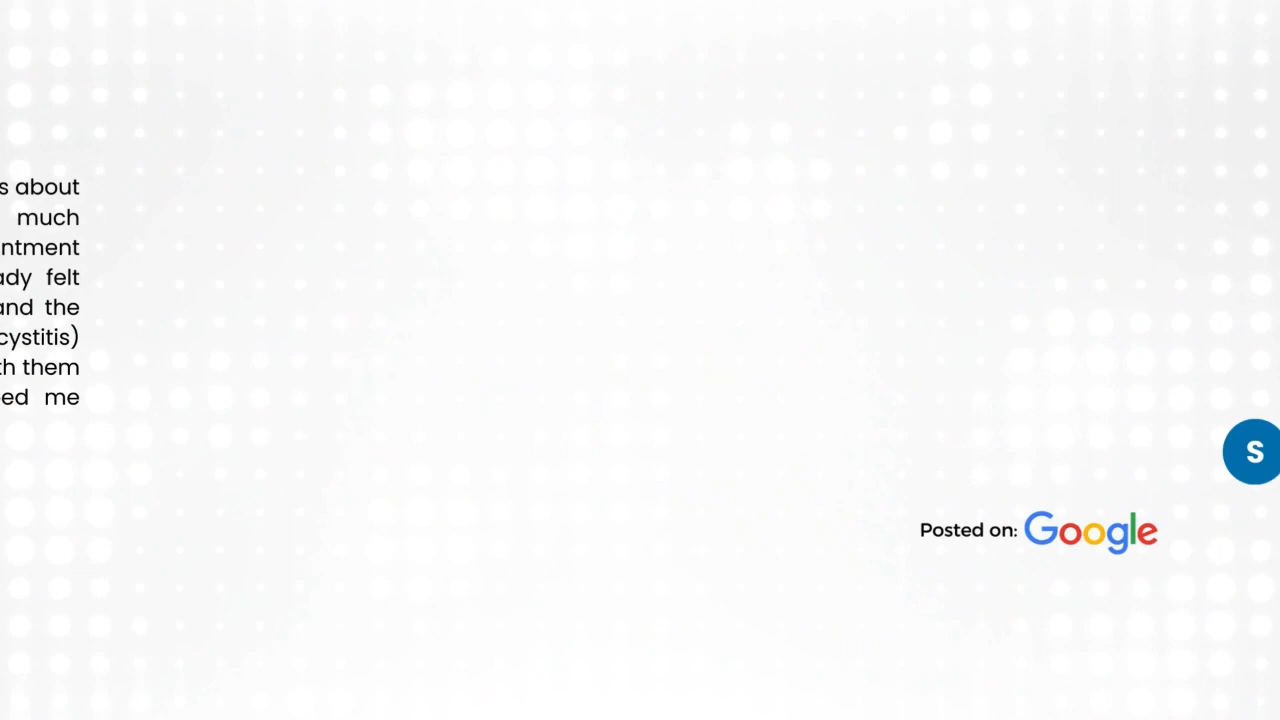 s about
much
ntment
ady felt
and the
cystitis)
th them
ed me
S
Posted on: Google